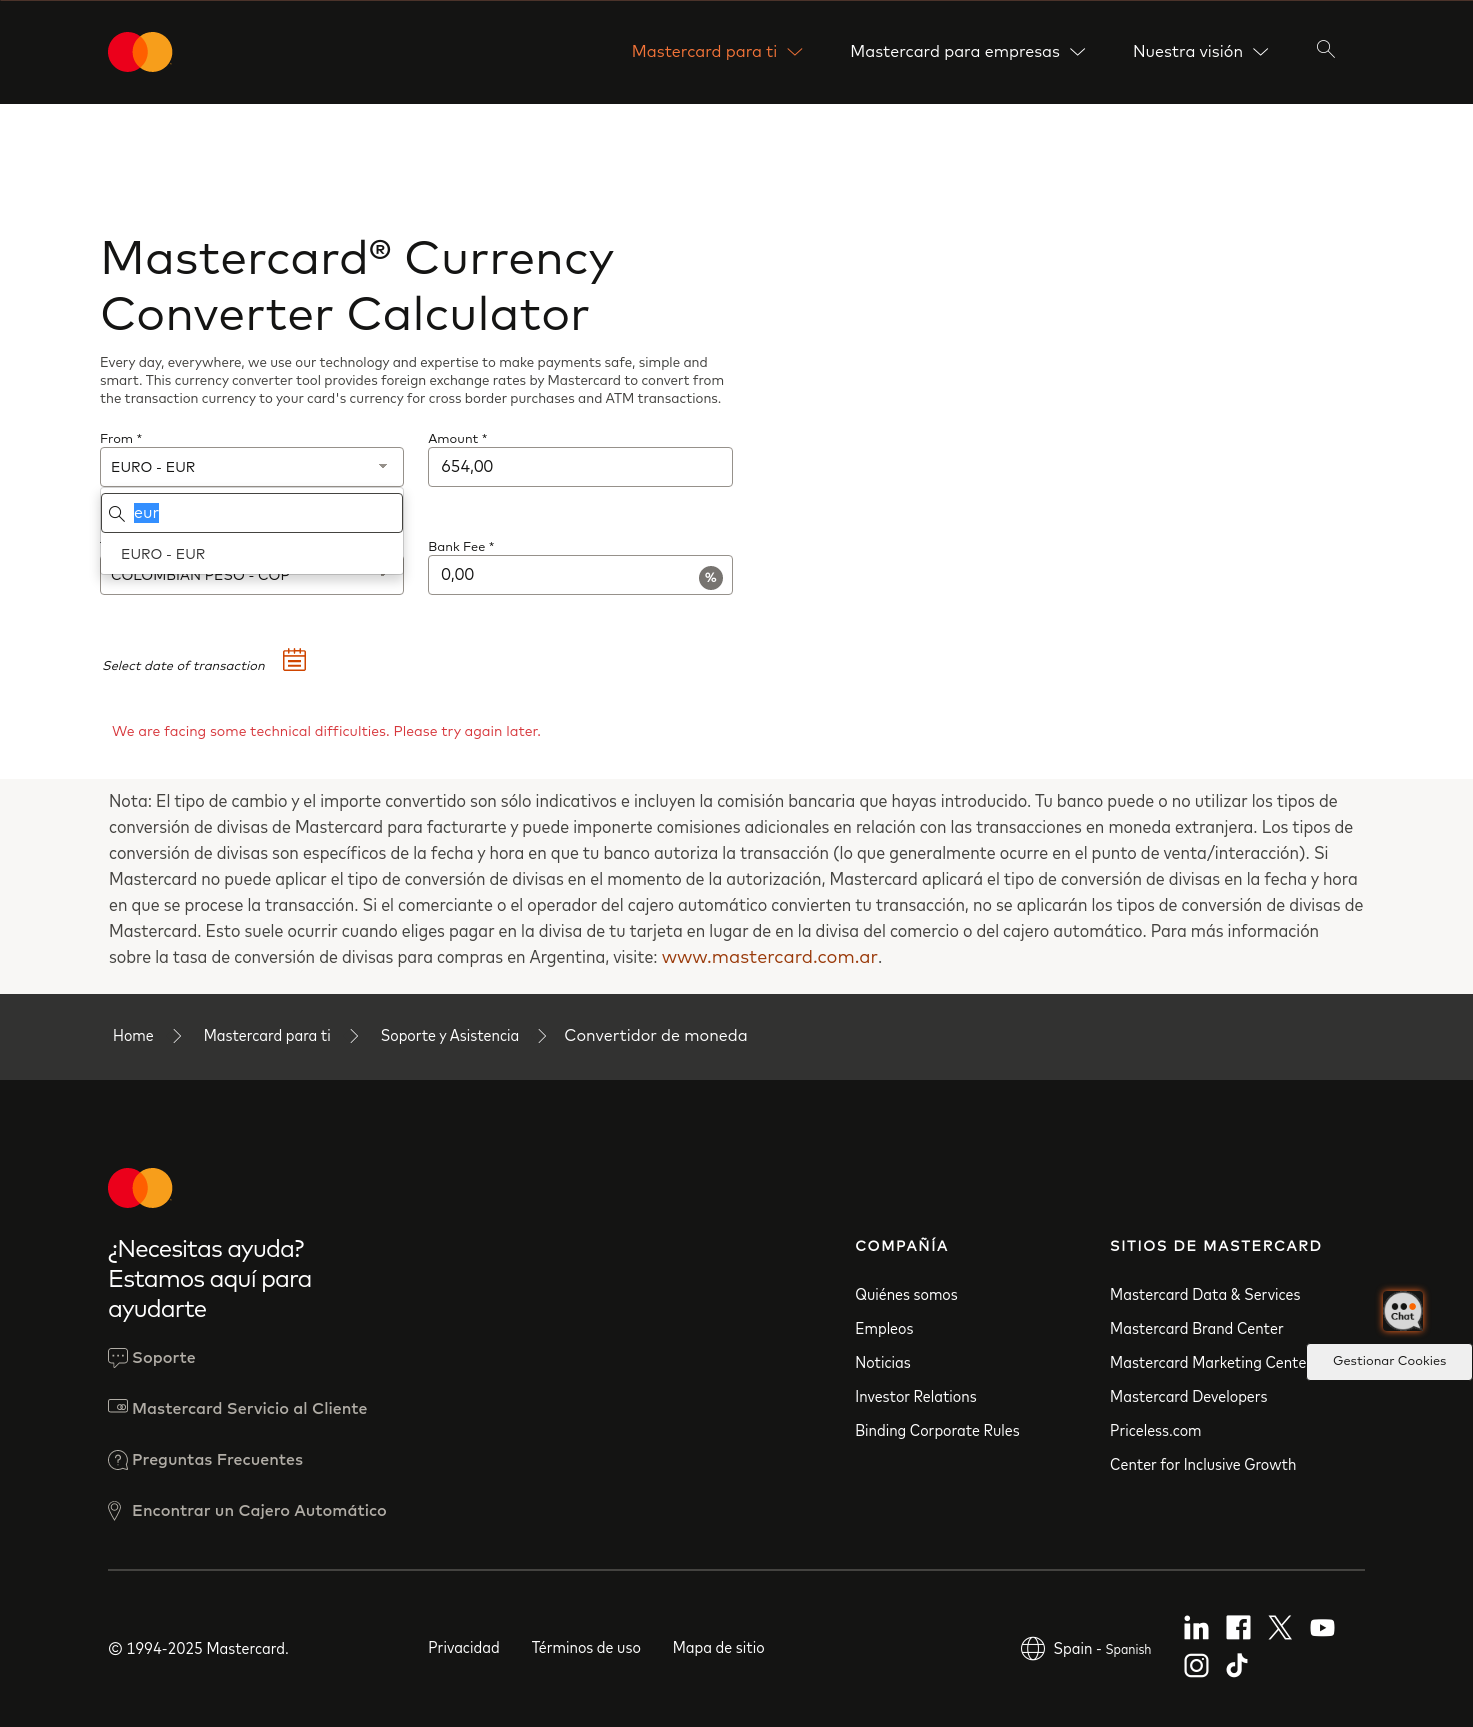 Mastercard para ti
Mastercard para empresas
Nuestra visión
Mastercard® Currency
Converter Calculator
Every day, everywhere, we use our technology and expertise to make payments safe, simple and
smart. This currency converter tool provides foreign exchange rates by Mastercard to convert from
the transaction currency to your card's currency for cross border purchases and ATM transactions.
From *
EURO - EUR
Amount *
654,00
eur
EURO - EUR
COLOMBIAN PESO - COP
Bank Fee *
0,00
%
Select date of transaction
We are facing some technical difficulties. Please try again later.
Nota: El tipo de cambio y el importe convertido son sólo indicativos e incluyen la comisión bancaria que hayas introducido. Tu banco puede o no utilizar los tipos de
conversión de divisas de Mastercard para facturarte y puede imponerte comisiones adicionales en relación con las transacciones en moneda extranjera. Los tipos de
conversión de divisas son específicos de la fecha y hora en que tu banco autoriza la transacción (lo que generalmente ocurre en el punto de venta/interacción). Si
Mastercard no puede aplicar el tipo de conversión de divisas en el momento de la autorización, Mastercard aplicará el tipo de conversión de divisas en la fecha y hora
en que se procese la transacción. Si el comerciante o el operador del cajero automático convierten tu transacción, no se aplicarán los tipos de conversión de divisas de
Mastercard. Esto suele ocurrir cuando eliges pagar en la divisa de tu tarjeta en lugar de en la divisa del comercio o del cajero automático. Para más información
sobre la tasa de conversión de divisas para compras en Argentina, visite: www.mastercard.com.ar.
Home
Mastercard para ti
Soporte y Asistencia
Convertidor de moneda
¿Necesitas ayuda?
Estamos aquí para
ayudarte
Soporte
Mastercard Servicio al Cliente
Preguntas Frecuentes
Encontrar un Cajero Automático
COMPAÑÍA
Quiénes somos
Empleos
Noticias
Investor Relations
Binding Corporate Rules
SITIOS DE MASTERCARD
Mastercard Data & Services
Mastercard Brand Center
Mastercard Marketing Cente
Mastercard Developers
Priceless.com
Center for Inclusive Growth
Chat
Gestionar Cookies
© 1994-2025 Mastercard.
Privacidad
Términos de uso
Mapa de sitio
Spain - Spanish